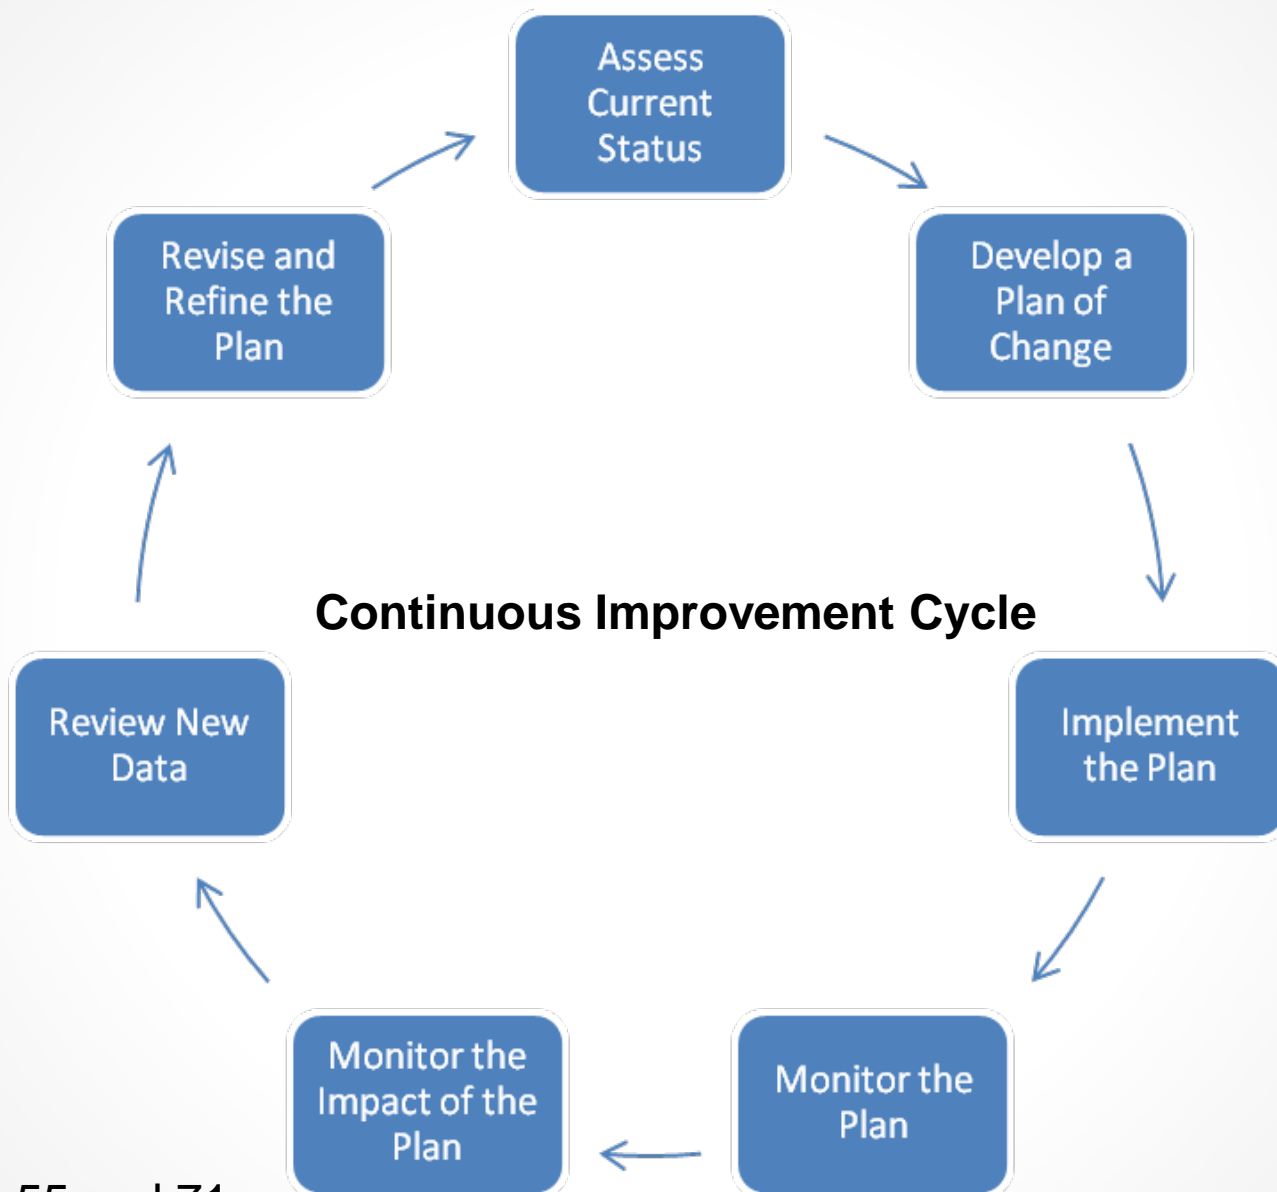 Assess
Current
Status
Develop a
Plan of
Change
Implement
the Plan
Monitor the
Plan
Monitor the
Impact of the
Plan
Review New
Data
Revise and
Refine the
Plan
Continuous Improvement Cycle